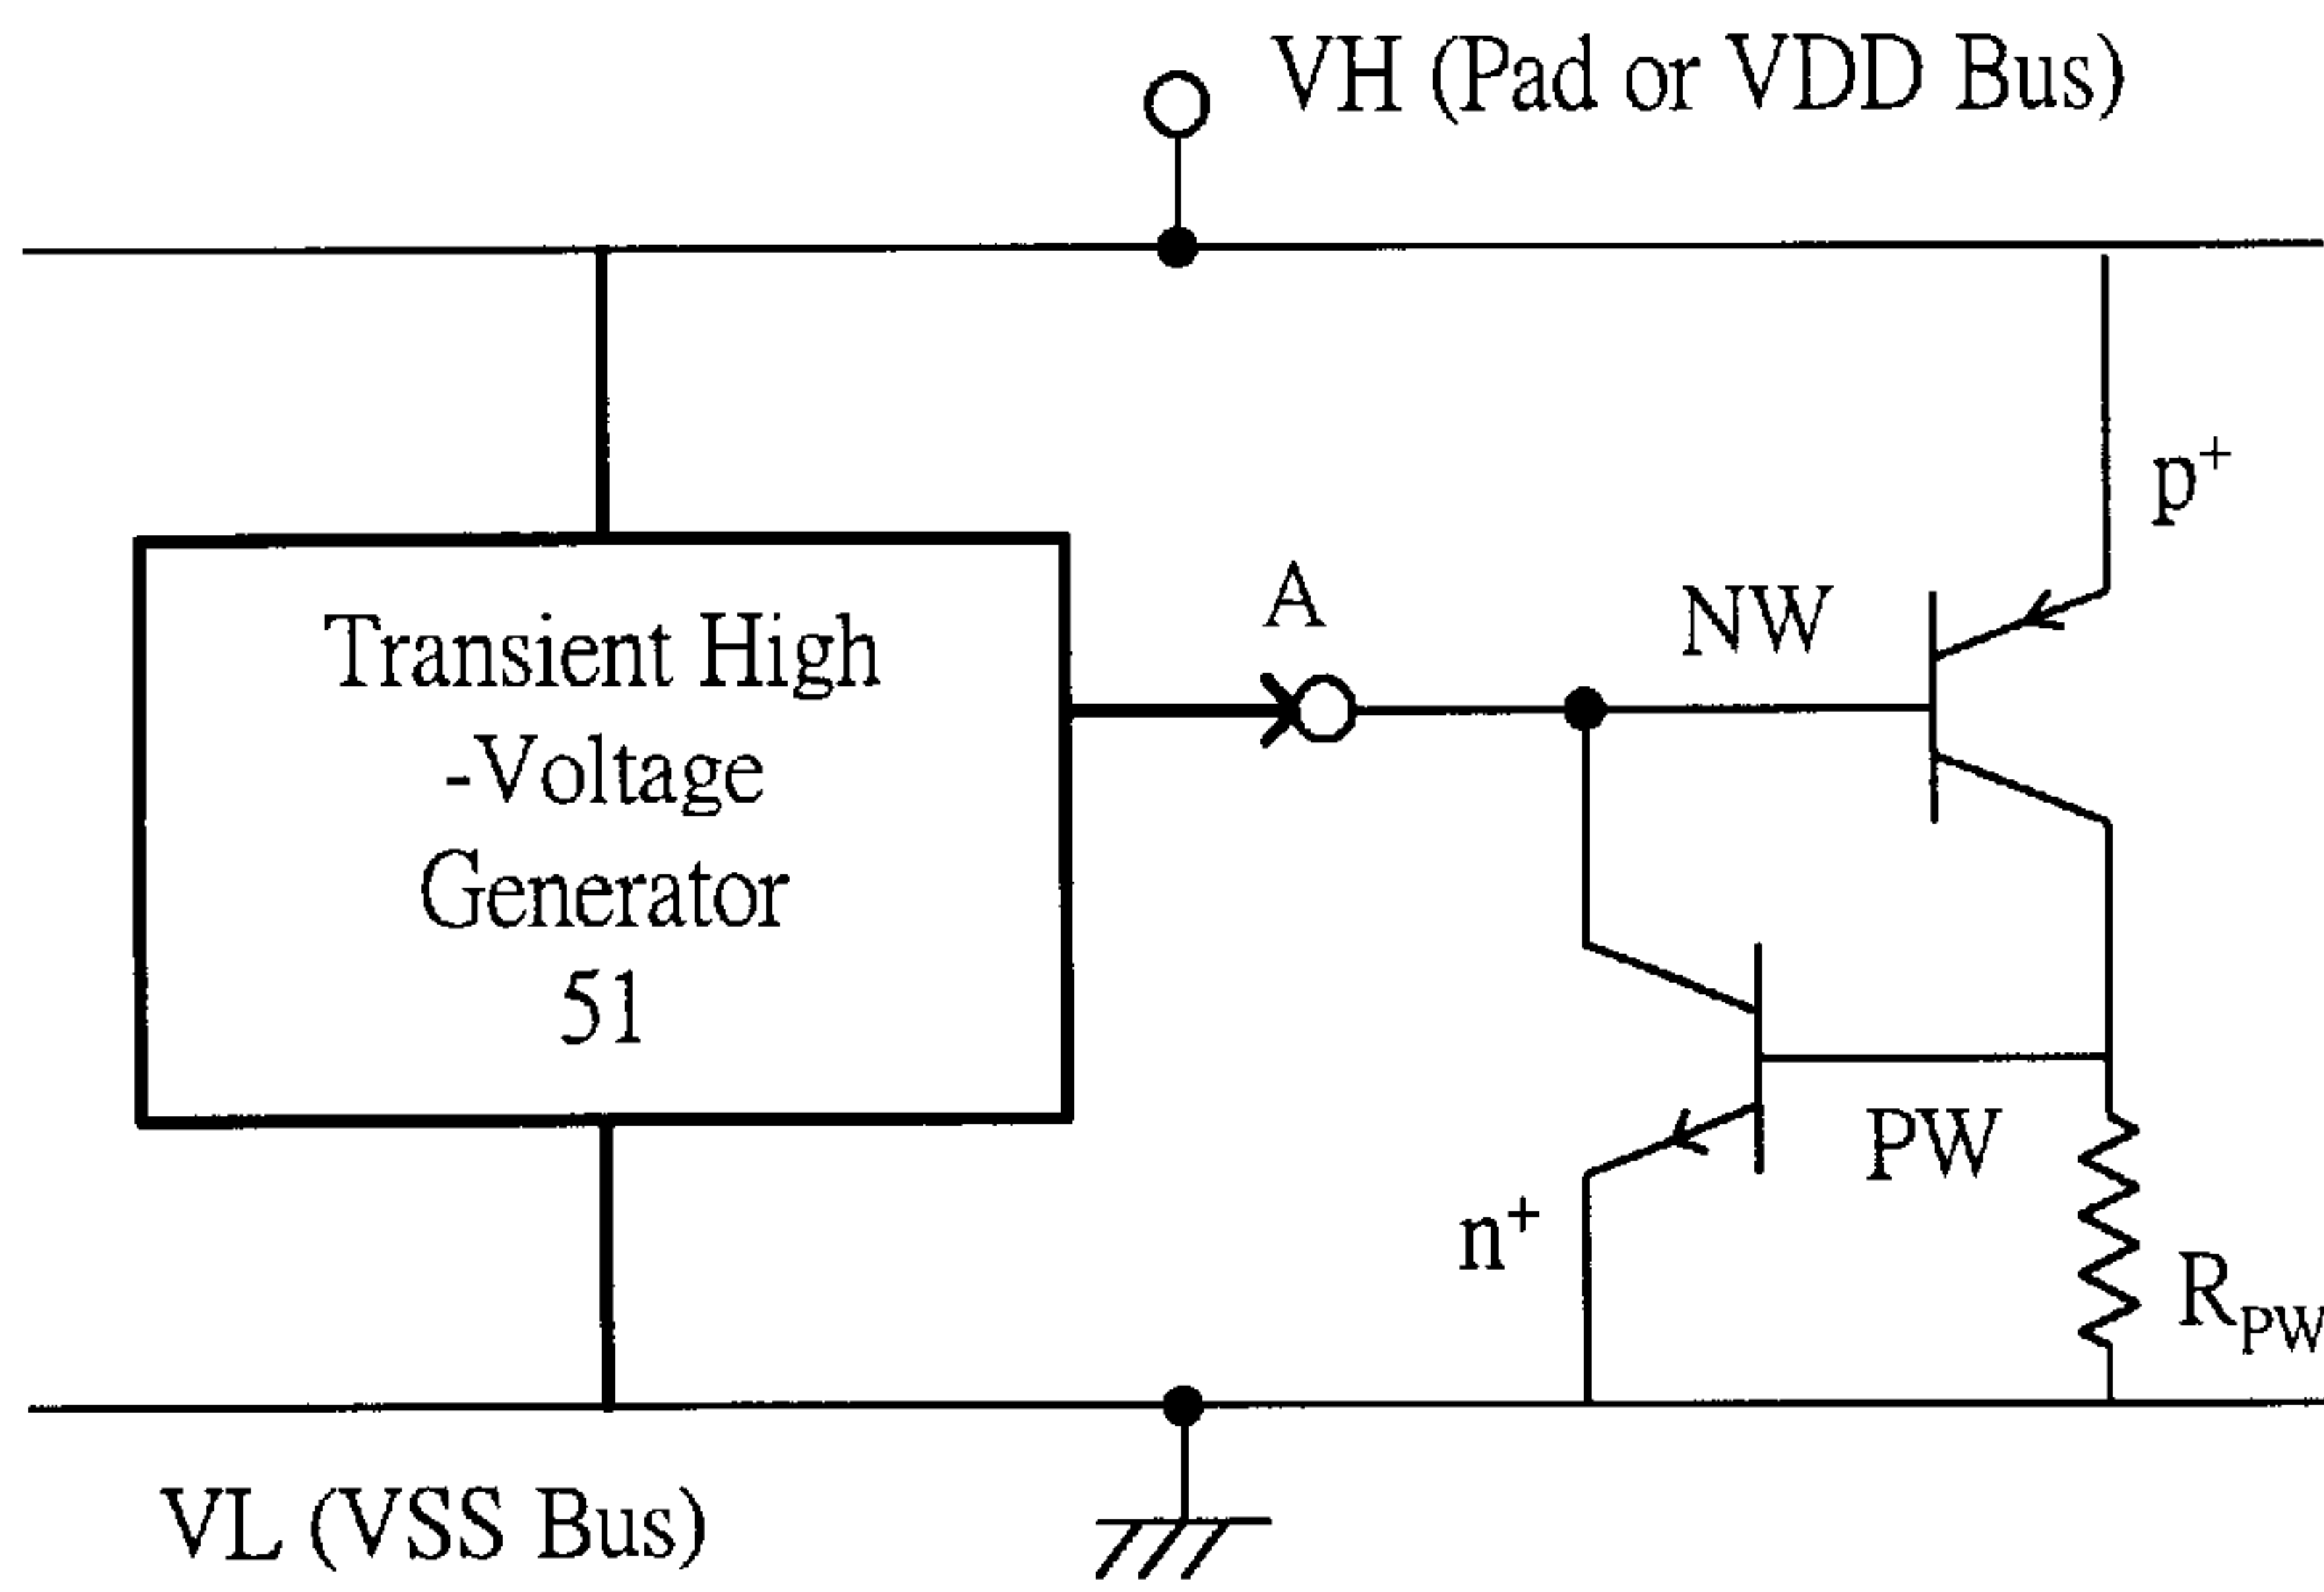 VH (Pad or VDD Bus)
p+
A
NW
Transient High
-Voltage
Generator
51
PW
n+
RPW
VL (VSS Bus)